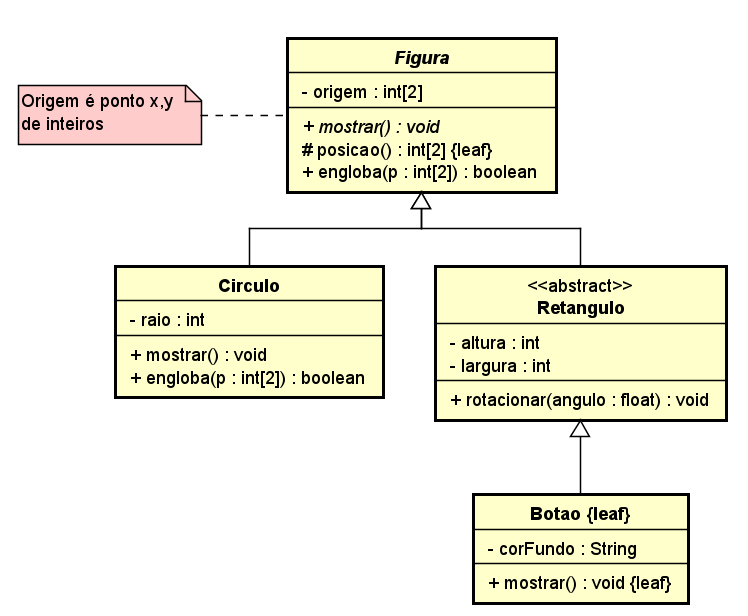 Figura
- origem : int[2]
+ mostrar() : void
# posicao() : int[2] {leaf}
+ engloba(p : int[2]) : boolean
Origem é ponto x,y
de inteiros
Circulo
- raio : int
+ mostrar() : void
+ engloba(p : int[2]) : boolean
<<abstract>>
Retangulo
- altura : int
- largura : int
+ rotacionar(angulo : float) : void
Botao {leaf}
- corFundo : String
+ mostrar() : void {leaf}